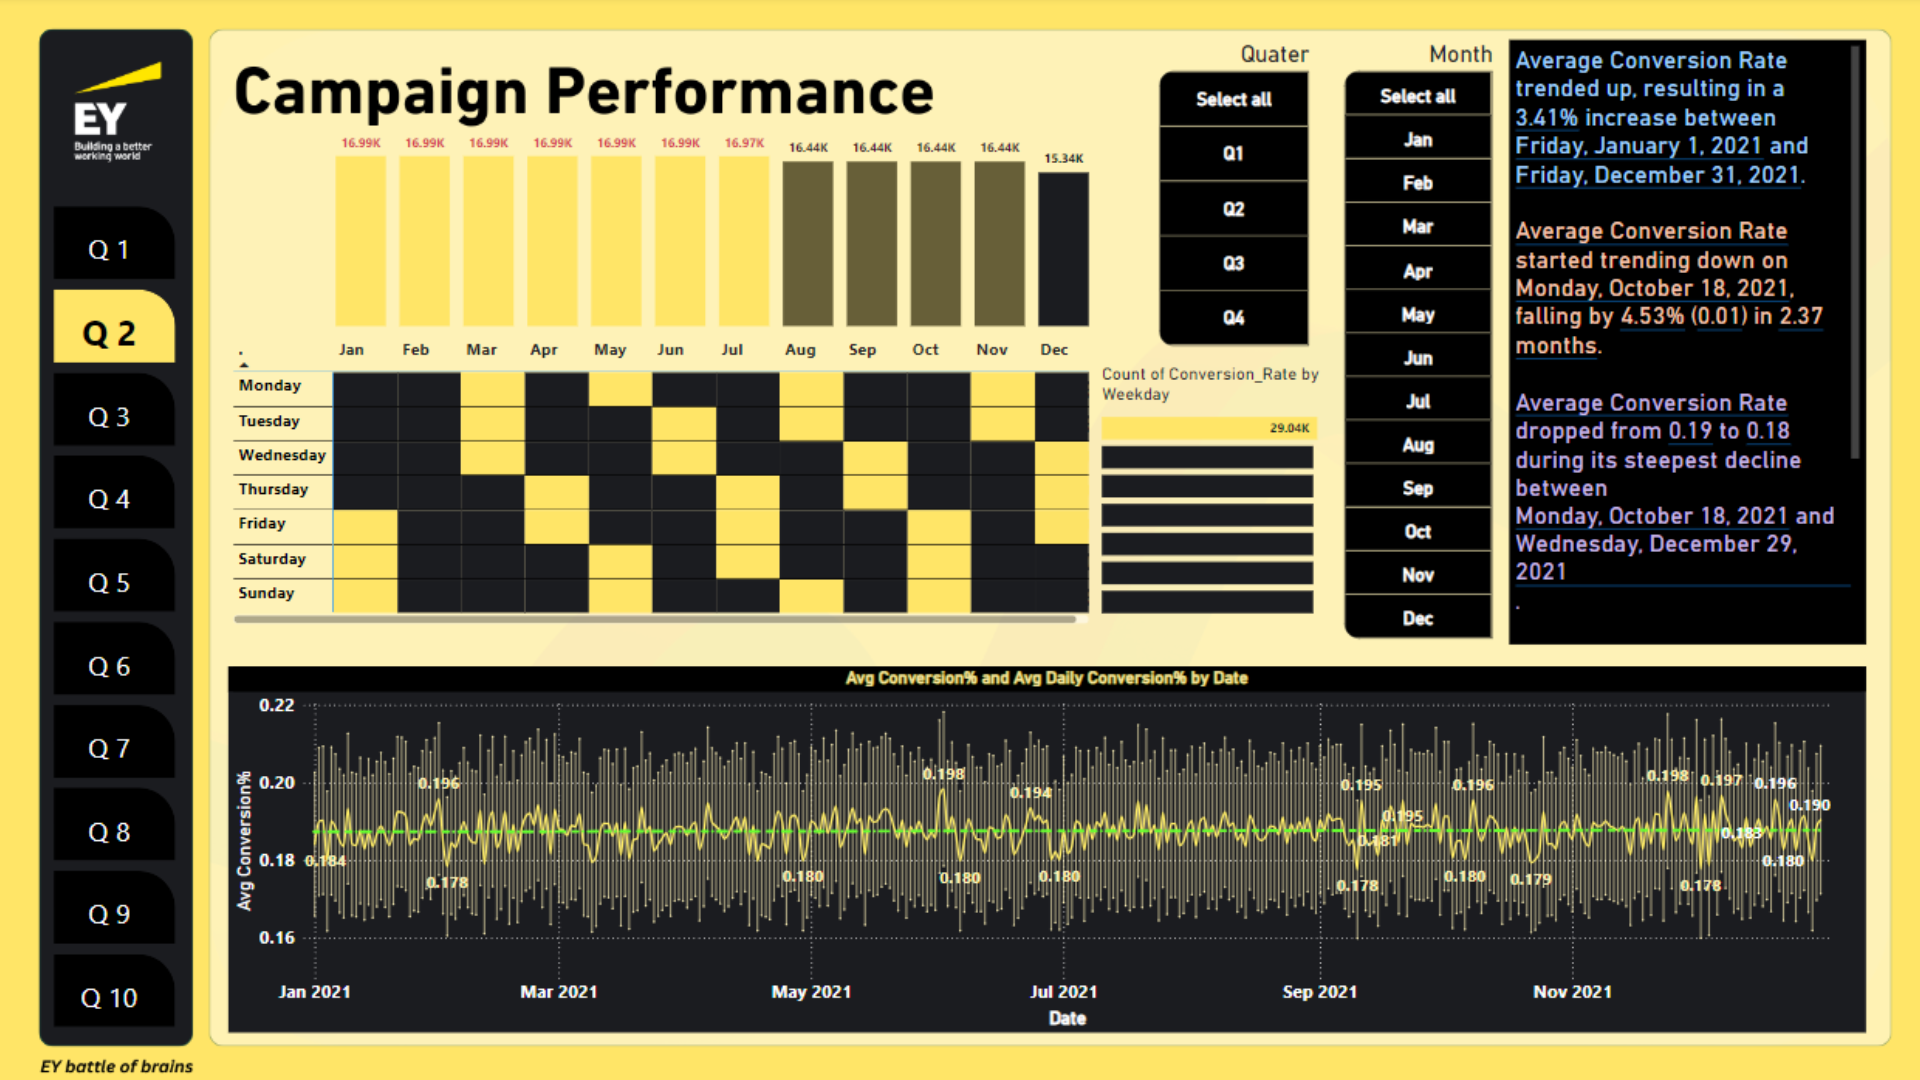 EY
Building a better
working world
Q 1
Q 2
Q 3
Q 4
Q 5
Q 6
Q 7
Q 8
Q 9
Q 10
EY battle of brains
Campaign Performance
16.99K 16.99K 16.99K 16.99K 16.99K 16.99K 16.97K 16.44K 16.44K 16.44K 16.44K 15.34K
Jan Feb Mar Apr May Jun Jul Aug Sep Oct Nov Dec
.
Monday
Tuesday
Wednesday
Thursday
Friday
Saturday
Sunday
Count of Conversion_Rate by
Weekday
29.04K
Quater
Select all
Q1
Q2
Q3
Q4
Month
Select all
Jan
Feb
Mar
Apr
May
Jun
Jul
Aug
Sep
Oct
Nov
Dec
Average Conversion Rate
trended up, resulting in a
3.41% increase between
Friday, January 1, 2021 and
Friday, December 31, 2021.
Average Conversion Rate
started trending down on
Monday, October 18, 2021,
falling by 4.53% (0.01) in 2.37
months.
Average Conversion Rate
dropped from 0.19 to 0.18
during its steepest decline
between
Monday, October 18, 2021 and
Wednesday, December 29,
2021
.
Avg Conversion% and Avg Daily Conversion% by Date
Avg Conversion%
0.22
0.20
0.18
0.16
0.184
0.196
0.178
0.180
0.198
0.180
0.194
0.180
0.178
0.195
0.181
0.195
0.180
0.196
0.179
0.198
0.178
0.197
0.183
0.196
0.180
0.190
Jan 2021 Mar 2021 May 2021 Jul 2021 Sep 2021 Nov 2021
Date